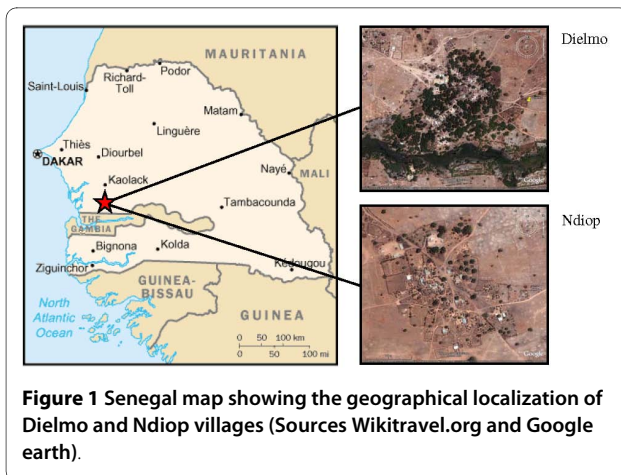 MAURITANIA
Podor
Richard-
Toll
Saint-Louis
Matam
Linguère
Thiès
Diourbel
DAKAR
Nayé
MALI
Kaolack
Tambacounda
THE
GAMBIA
Bignona
Kolda
Ziguinchor
Kédougou
GUINEA-
BISSAU
North
Atlantic
Ocean
GUINEA
0 50 100 km
0 50 100 mi
Dielmo
Google
Ndiop
Google
Figure 1 Senegal map showing the geographical localization of
Dielmo and Ndiop villages (Sources Wikitravel.org and Google
earth).